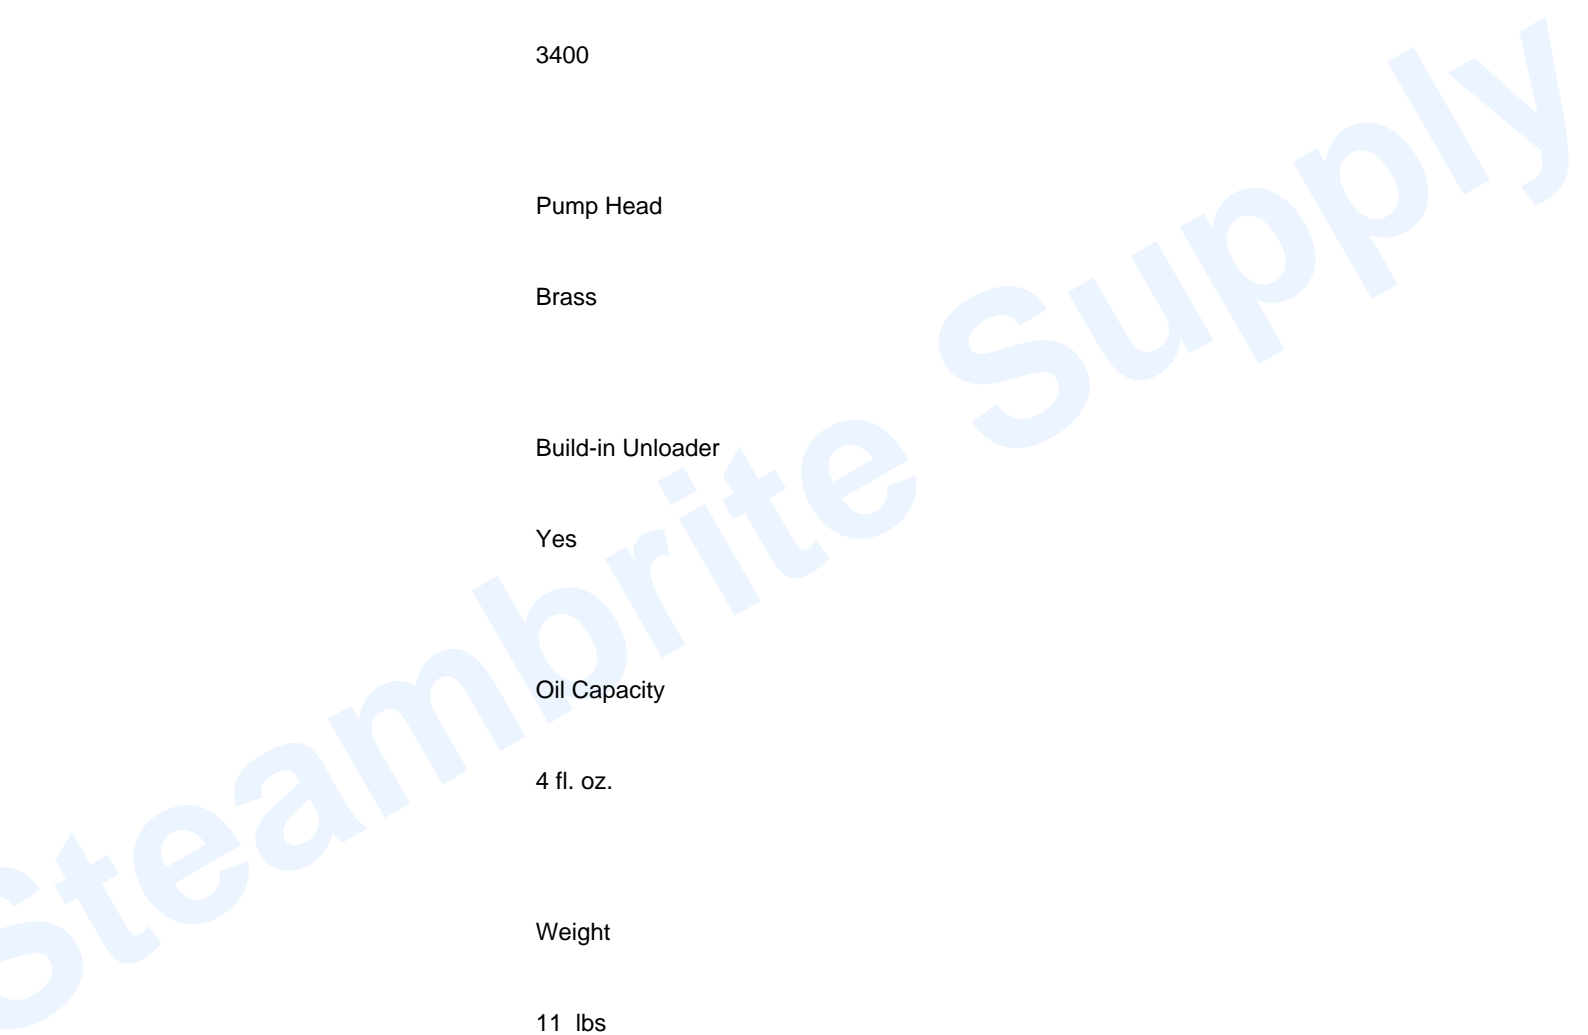 3400
Pump Head
Brass
Build-in Unloader
Yes
Oil Capacity
4 fl. oz.
Weight
11  lbs
Steambrite Supply